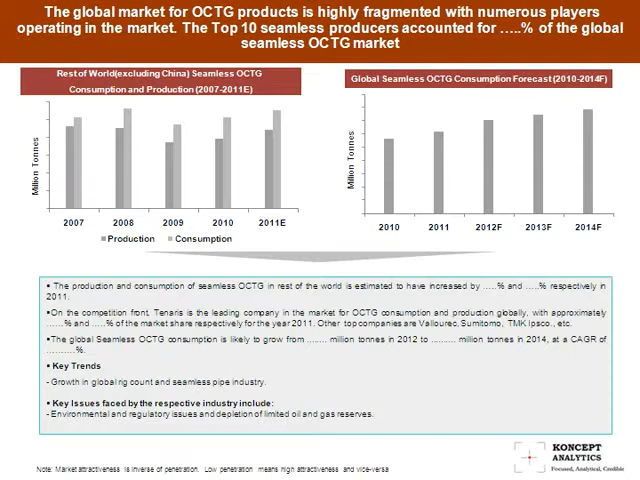 The global market for OCTG products is highly fragmented with numerous players
operating in the market. The Top 10 seamless producers accounted for …..% of the global
seamless OCTG market
Rest of World(excluding China) Seamless OCTG
Consumption and Production (2007-2011E)
Million Tonnes
2007 2008 2009 2010 2011E
Production Consumption
Global Seamless OCTG Consumption Forecast (2010-2014F)
Million Tonnes
2010 2011 2012F 2013F 2014F
▪ The production and consumption of seamless OCTG in rest of the world is estimated to have increased by …..% and …..% respectively in
2011.
▪On the competition front, Tenaris is the leading company in the market for OCTG consumption and production globally, with approximately
……% and …..% of the market share respectively for the year 2011. Other top companies are Vallourec, Sumitomo, TMK Ipsco., etc.
▪The global Seamless OCTG consumption is likely to grow from …..... million tonnes in 2012 to .…...... million tonnes in 2014, at a CAGR of
……….%.
▪ Key Trends
- Growth in global rig count and seamless pipe industry.
▪ Key Issues faced by the respective industry include:
- Environmental and regulatory issues and depletion of limited oil and gas reserves.
KONCEPT
ANALYTICS
Focused, Analytical, Credible
Note: Market attractiveness is inverse of penetration. Low penetration means high attractiveness and vice-versa